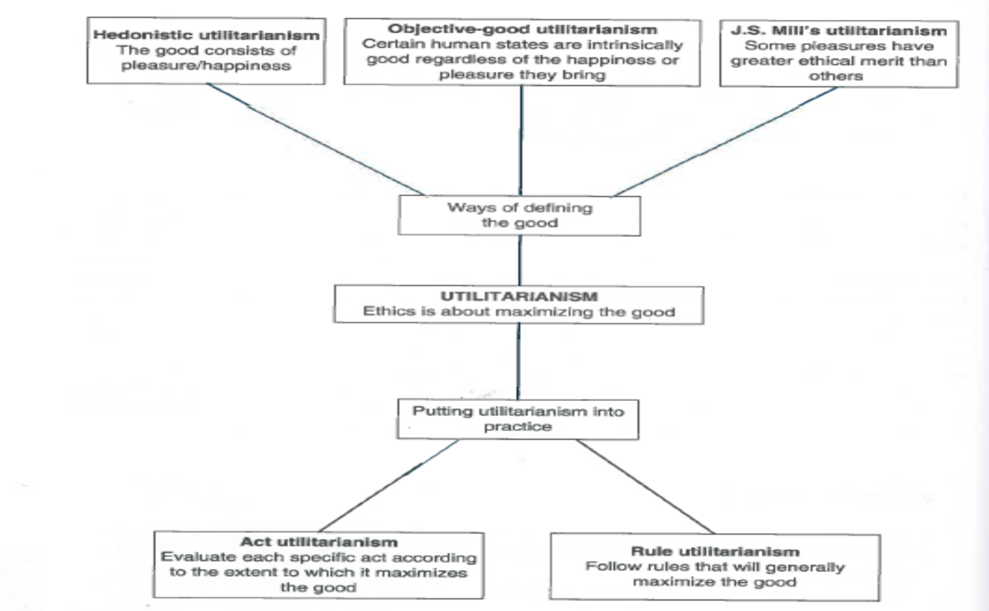 Hedonistic utilitarianism
The good consists of
pleasure/happiness
Objective-good utilitarianism
Certain human states are intrinsically
good regardless of the happiness or
pleasure they bring
J.S. Mill's utilitarianism
Some pleasures have
greater ethical merit than
others
Ways of defining
the good
UTILITARIANISM
Ethics is about maximizing the good
Putting utilitarianism into
practice
Act utilitarianism
Evaluate each specific act according
to the extent to which it maximizes
the good
Rule utilitarianism
Follow rules that will generally
maximize the good